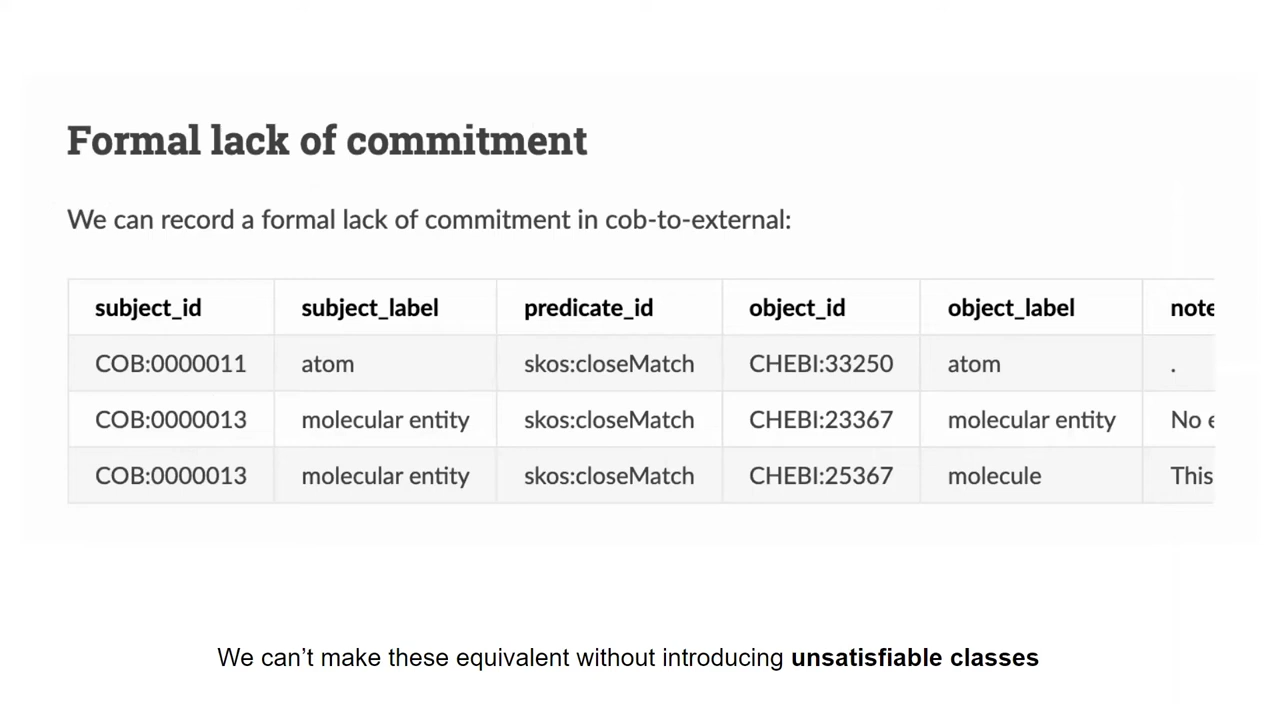 Formal lack of commitment
We can record a formal lack of commitment in cob-to-external:
subject_id subject_label predicate_id object_id object_label note
COB:0000011 atom skos:closeMatch CHEBI:33250 atom .
COB:0000013 molecular entity skos:closeMatch CHEBI:23367 molecular entity No
COB:0000013 molecular entity skos:closeMatch CHEBI:25367 molecule This
We can’t make these equivalent without introducing unsatisfiable classes